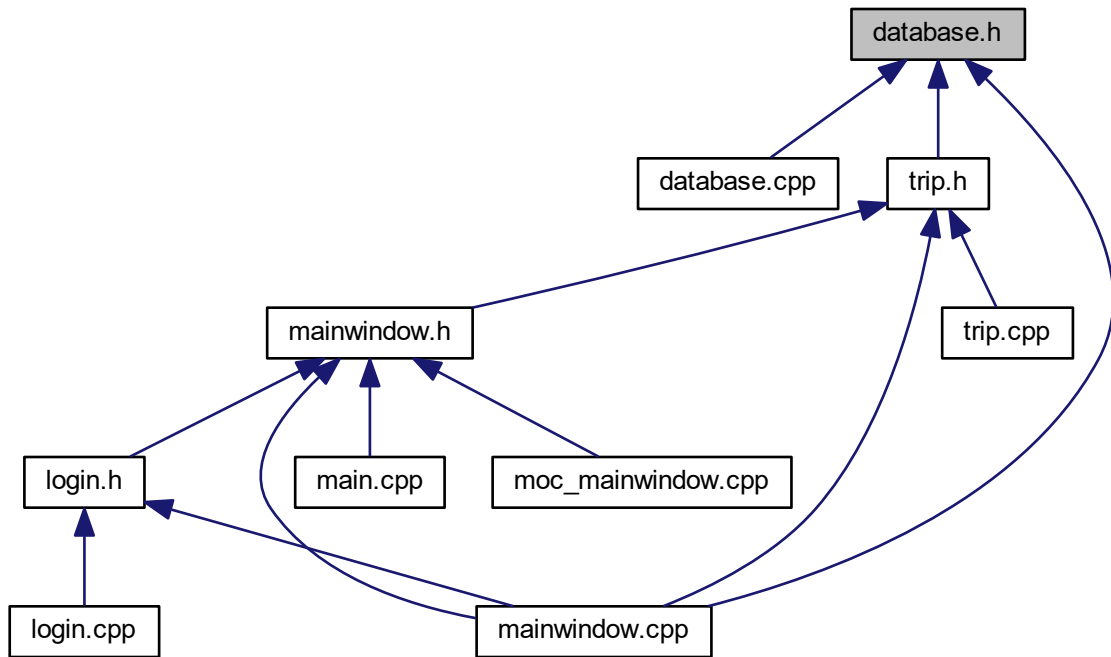 database.h
database.cpp
trip.h
mainwindow.h
trip.cpp
login.h
main.cpp
moc_mainwindow.cpp
login.cpp
mainwindow.cpp